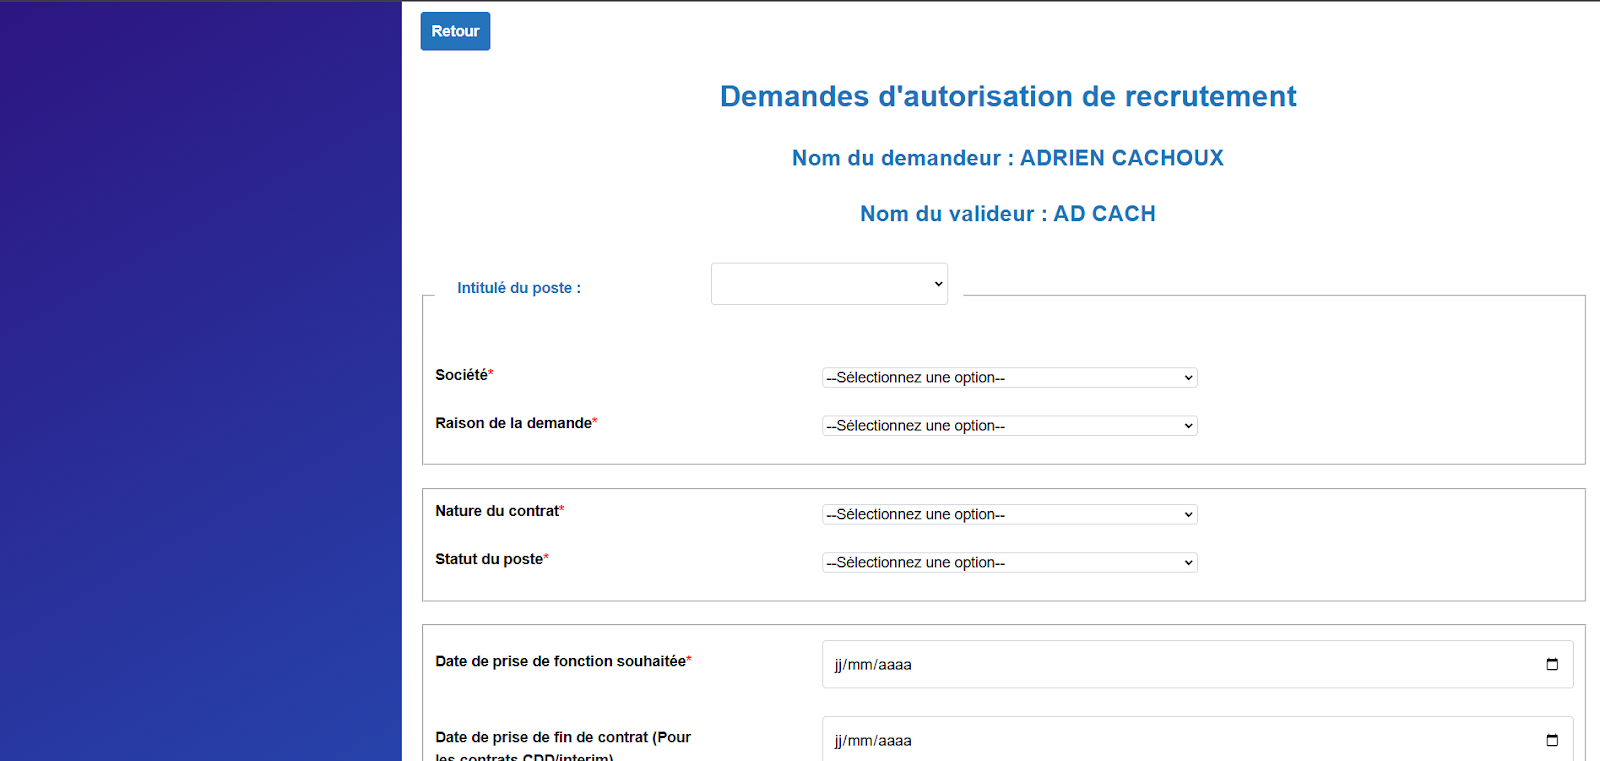 Retour
Demandes d'autorisation de recrutement
Nom du demandeur : ADRIEN CACHOUX
Nom du valideur : AD CACH
Intitulé du poste :
Société* --Sélectionnez une option--
Raison de la demande* --Sélectionnez une option--
Nature du contrat* --Sélectionnez une option--
Statut du poste* --Sélectionnez une option--
Date de prise de fonction souhaitée* jj/mm/aaaa
Date de prise de fin de contrat (Pour jj/mm/aaaa
les contrats CDD/interim)